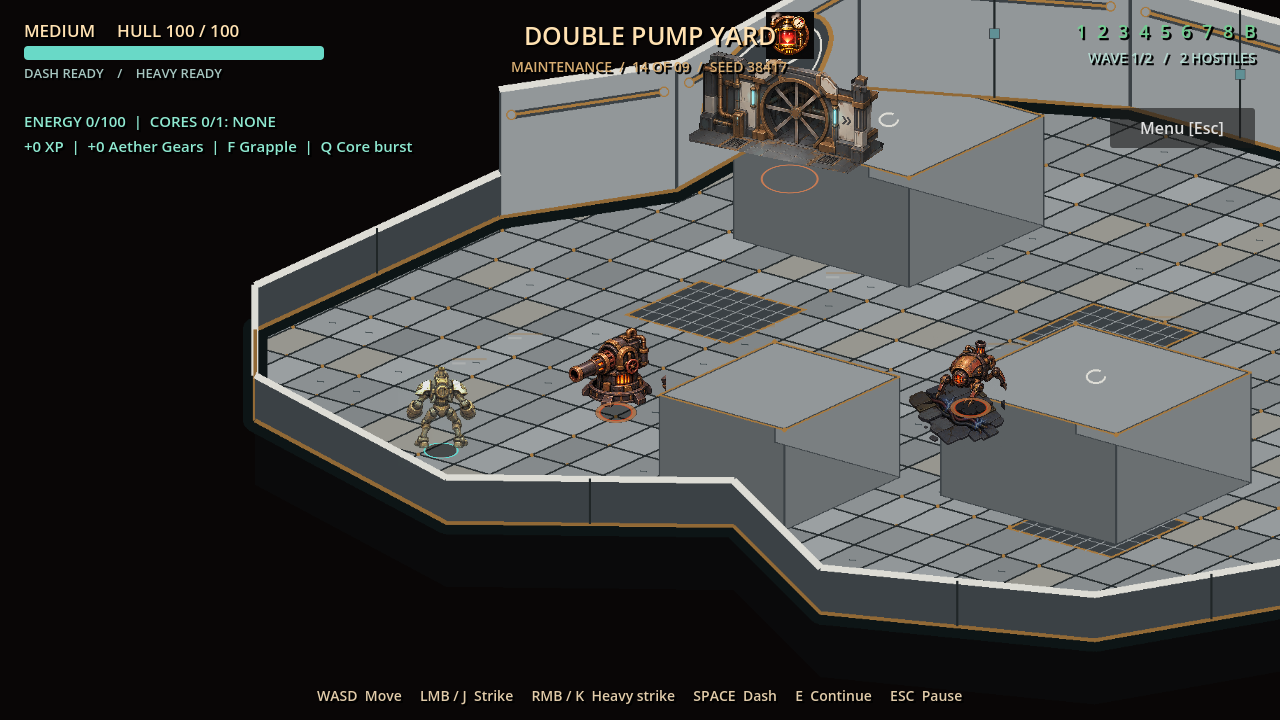 MEDIUM HULL 100 / 100
DASH READY / HEAVY READY
ENERGY 0/100 | CORES 0/1: NONE
+0 XP | +0 Aether Gears | F Grapple | Q Core burst
DOUBLE PUMP YARD
MAINTENANCE / 14 OF 09 / SEED 38417
1 2 3 4 5 6 7 8 B
WAVE 1/2 / 2 HOSTILES
Menu [Esc]
»
WASD Move LMB / J Strike RMB / K Heavy strike SPACE Dash E Continue ESC Pause